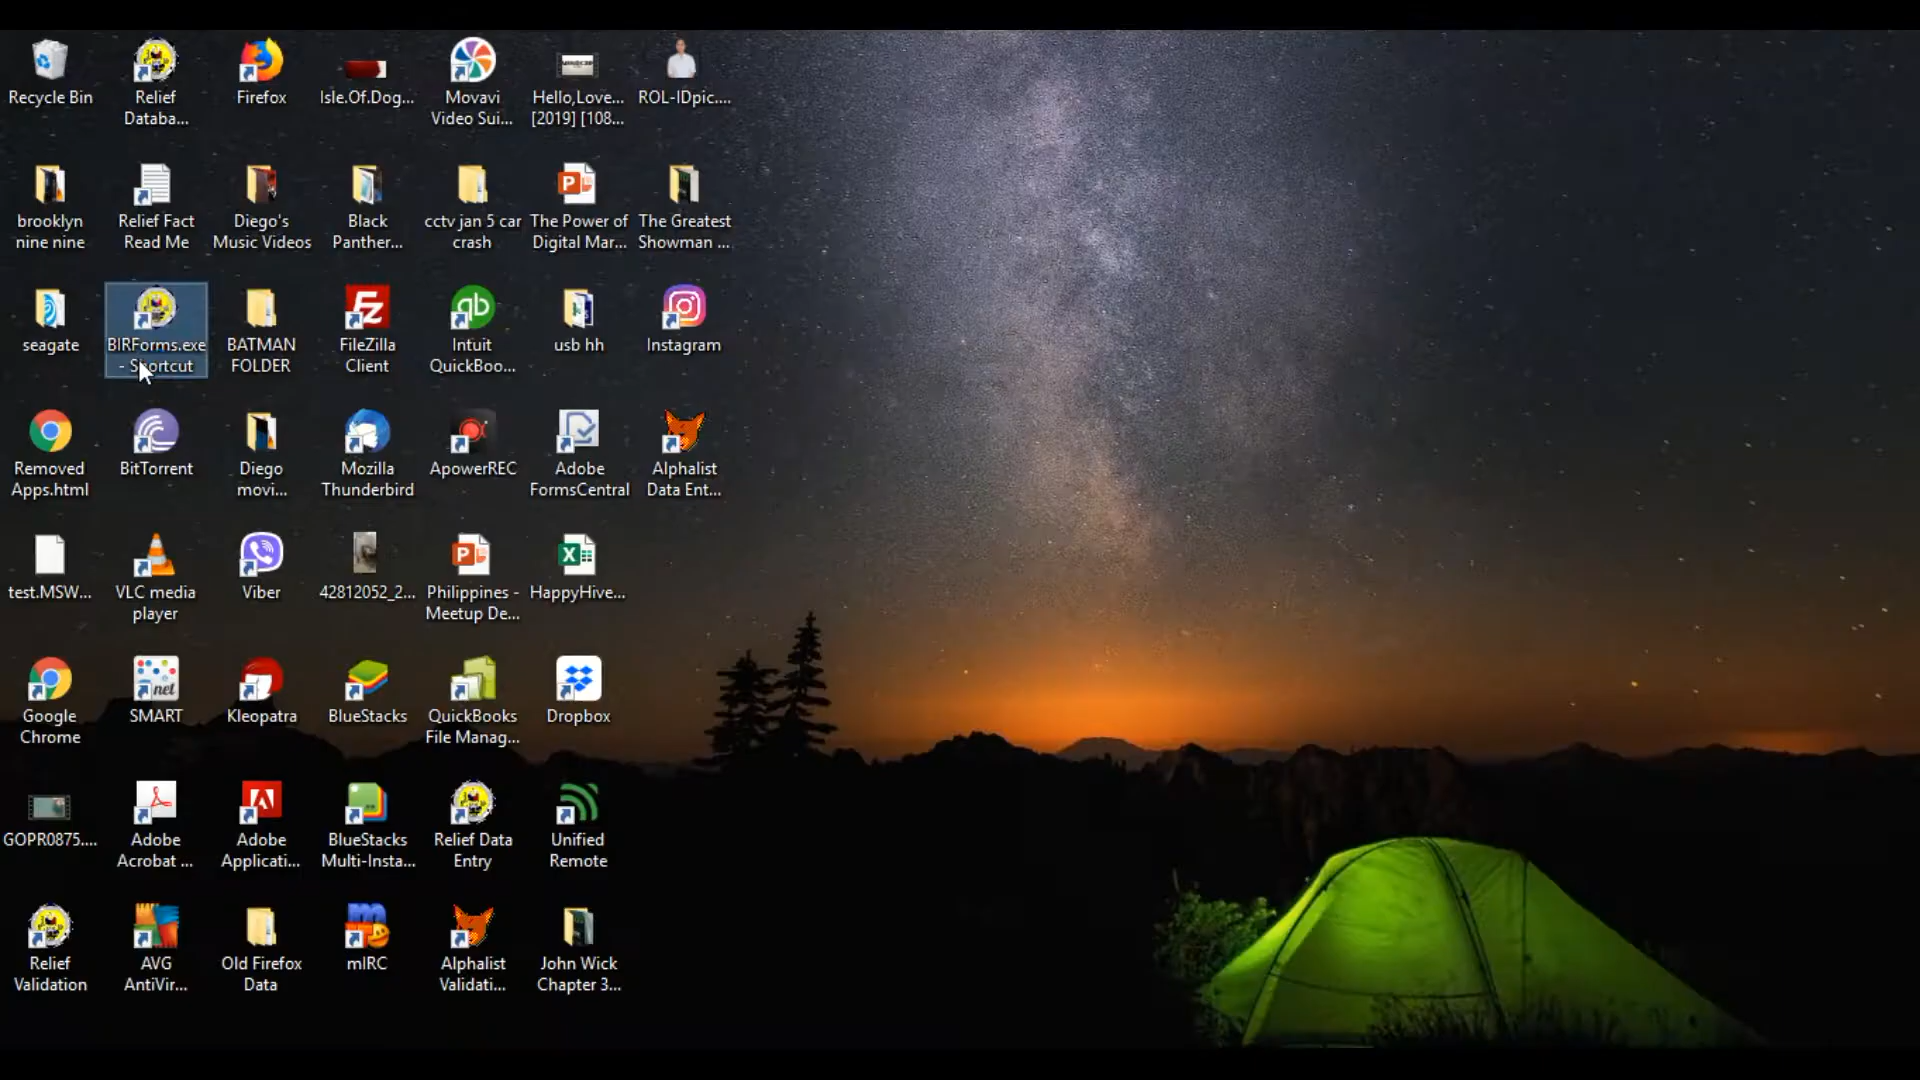 Recycle Bin
Relief
Databa...
Firefox
Isle.Of.Dog...
Movavi
Video Sui...
Hello,Love...
[2019] [108...
ROL-IDpic....
brooklyn
nine nine
Relief Fact
Read Me
Diego's
Music Videos
Black
Panther...
cctv jan 5 car
crash
The Power of
Digital Mar...
The Greatest
Showman ...
seagate
BIRForms.exe
- Shortcut
BATMAN
FOLDER
FileZilla
Client
Intuit
QuickBoo...
usb hh
Instagram
Removed
Apps.html
BitTorrent
Diego
movi...
Mozilla
Thunderbird
ApowerREC
Adobe
FormsCentral
Alphalist
Data Ent...
test.MSW...
VLC media
player
Viber
42812052_2...
Philippines -
Meetup De...
HappyHive...
Google
Chrome
SMART
Kleopatra
BlueStacks
QuickBooks
File Manag...
Dropbox
GOPR0875....
Adobe
Acrobat ...
Adobe
Applicati...
BlueStacks
Multi-Insta...
Relief Data
Entry
Unified
Remote
Relief
Validation
AVG
AntiVir...
Old Firefox
Data
mIRC
Alphalist
Validati...
John Wick
Chapter 3...